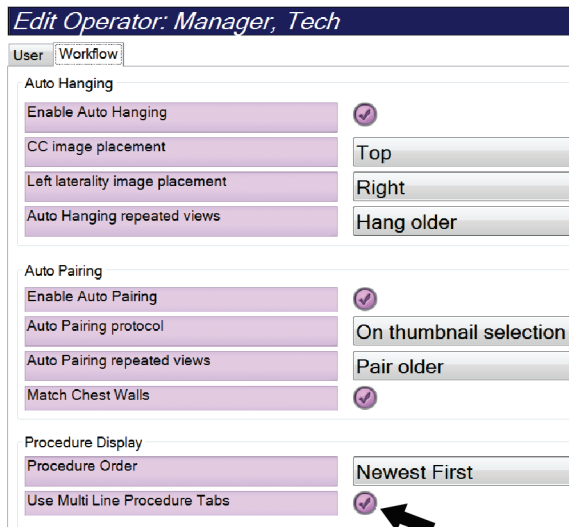 Edit Operator: Manager, Tech
User Workflow
Auto Hanging
Enable Auto Hanging
CC image placement Top
Left laterality image placement Right
Auto Hanging repeated views Hang older
Auto Pairing
Enable Auto Pairing
Auto Pairing protocol On thumbnail selection
Auto Pairing repeated views Pair older
Match Chest Walls
Procedure Display
Procedure Order Newest First
Use Multi Line Procedure Tabs